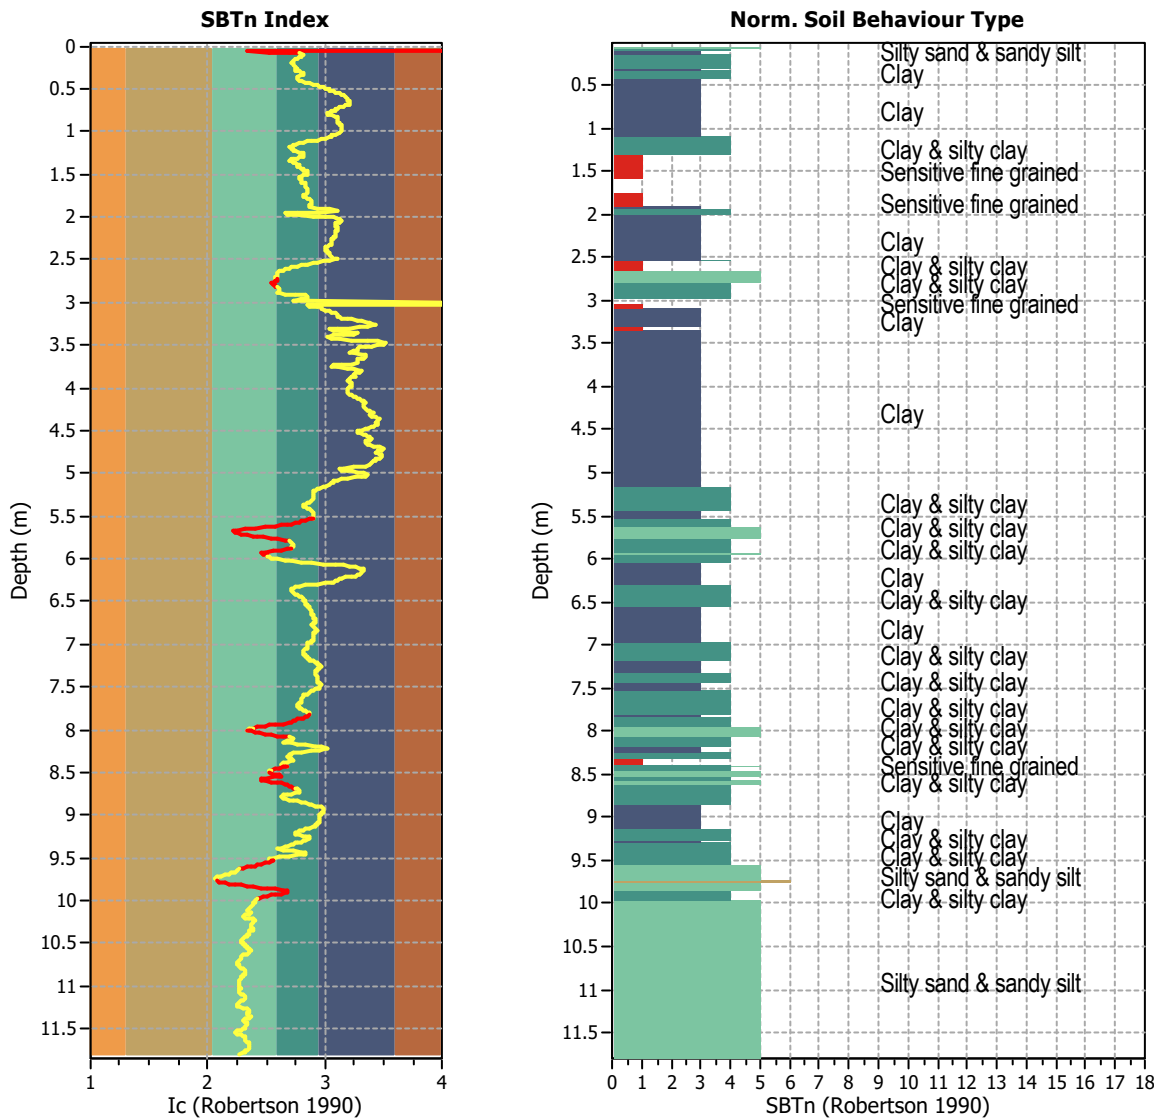 SBTn Index
0
0.5
1
1.5
2
2.5
3
3.5
4
4.5
5
5.5
6
6.5
7
7.5
8
8.5
9
9.5
10
10.5
11
11.5
Depth (m)
1 2 3 4
Ic (Robertson 1990)
Norm. Soil Behaviour Type
0.5
1
1.5
2
2.5
3
3.5
4
4.5
5
5.5
6
6.5
7
7.5
8
8.5
9
9.5
10
10.5
11
11.5
Depth (m)
Silty sand & sandy silt
Clay
Clay
Clay & silty clay
Sensitive fine grained
Sensitive fine grained
Clay
Clay & silty clay
Clay & silty clay
Sensitive fine grained
Clay
Clay
Clay & silty clay
Clay & silty clay
Clay & silty clay
Clay
Clay & silty clay
Clay
Clay & silty clay
Clay & silty clay
Clay & silty clay
Clay & silty clay
Clay & silty clay
Sensitive fine grained
Clay & silty clay
Clay
Clay & silty clay
Clay & silty clay
Silty sand & sandy silt
Clay & silty clay
Silty sand & sandy silt
0 1 2 3 4 5 6 7 8 9 10 11 12 13 14 15 16 17 18
SBTn (Robertson 1990)